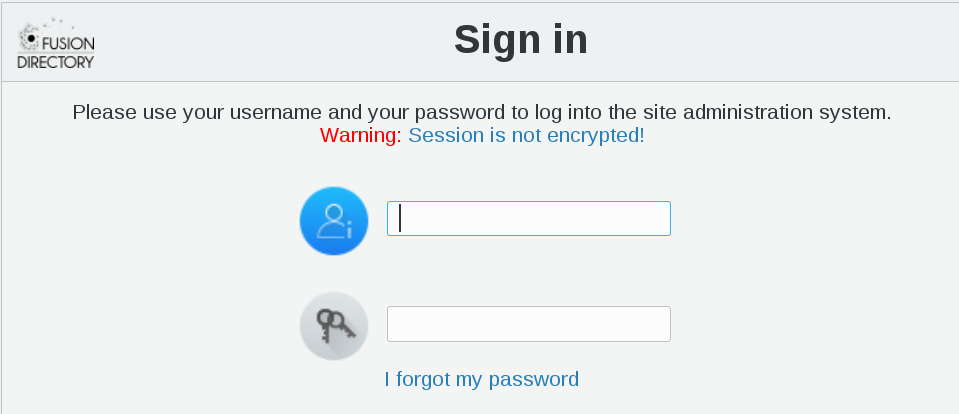 FUSION
DIRECTORY
Sign in
Please use your username and your password to log into the site administration system.
Warning: Session is not encrypted!
I forgot my password